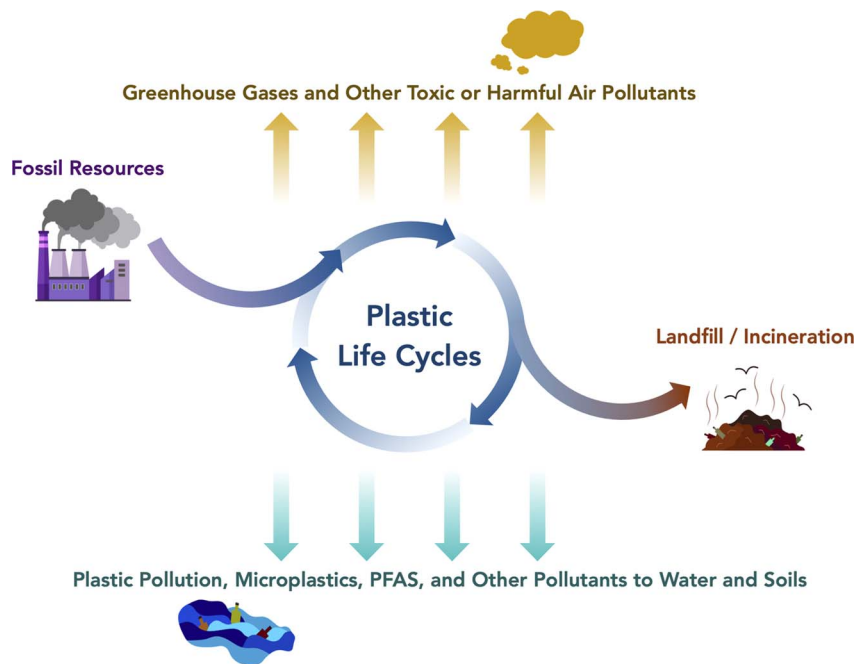 Greenhouse Gases and Other Toxic or Harmful Air Pollutants
Fossil Resources
Plastic
Life Cycles
Landfill / Incineration
Plastic Pollution, Microplastics, PFAS, and Other Pollutants to Water and Soils